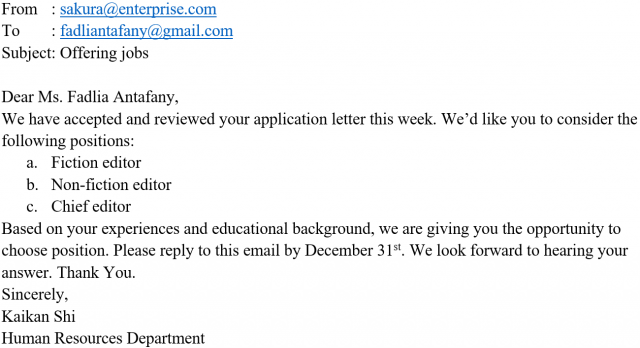 From : sakura@enterprise.com
To : fadliantafany@gmail.com
Subject: Offering jobs
Dear Ms. Fadlia Antafany,
We have accepted and reviewed your application letter this week. We’d like you to consider the
following positions:
a. Fiction editor
b. Non-fiction editor
c. Chief editor
Based on your experiences and educational background, we are giving you the opportunity to
choose position. Please reply to this email by December 31st. We look forward to hearing your
answer. Thank You.
Sincerely,
Kaikan Shi
Human Resources Department